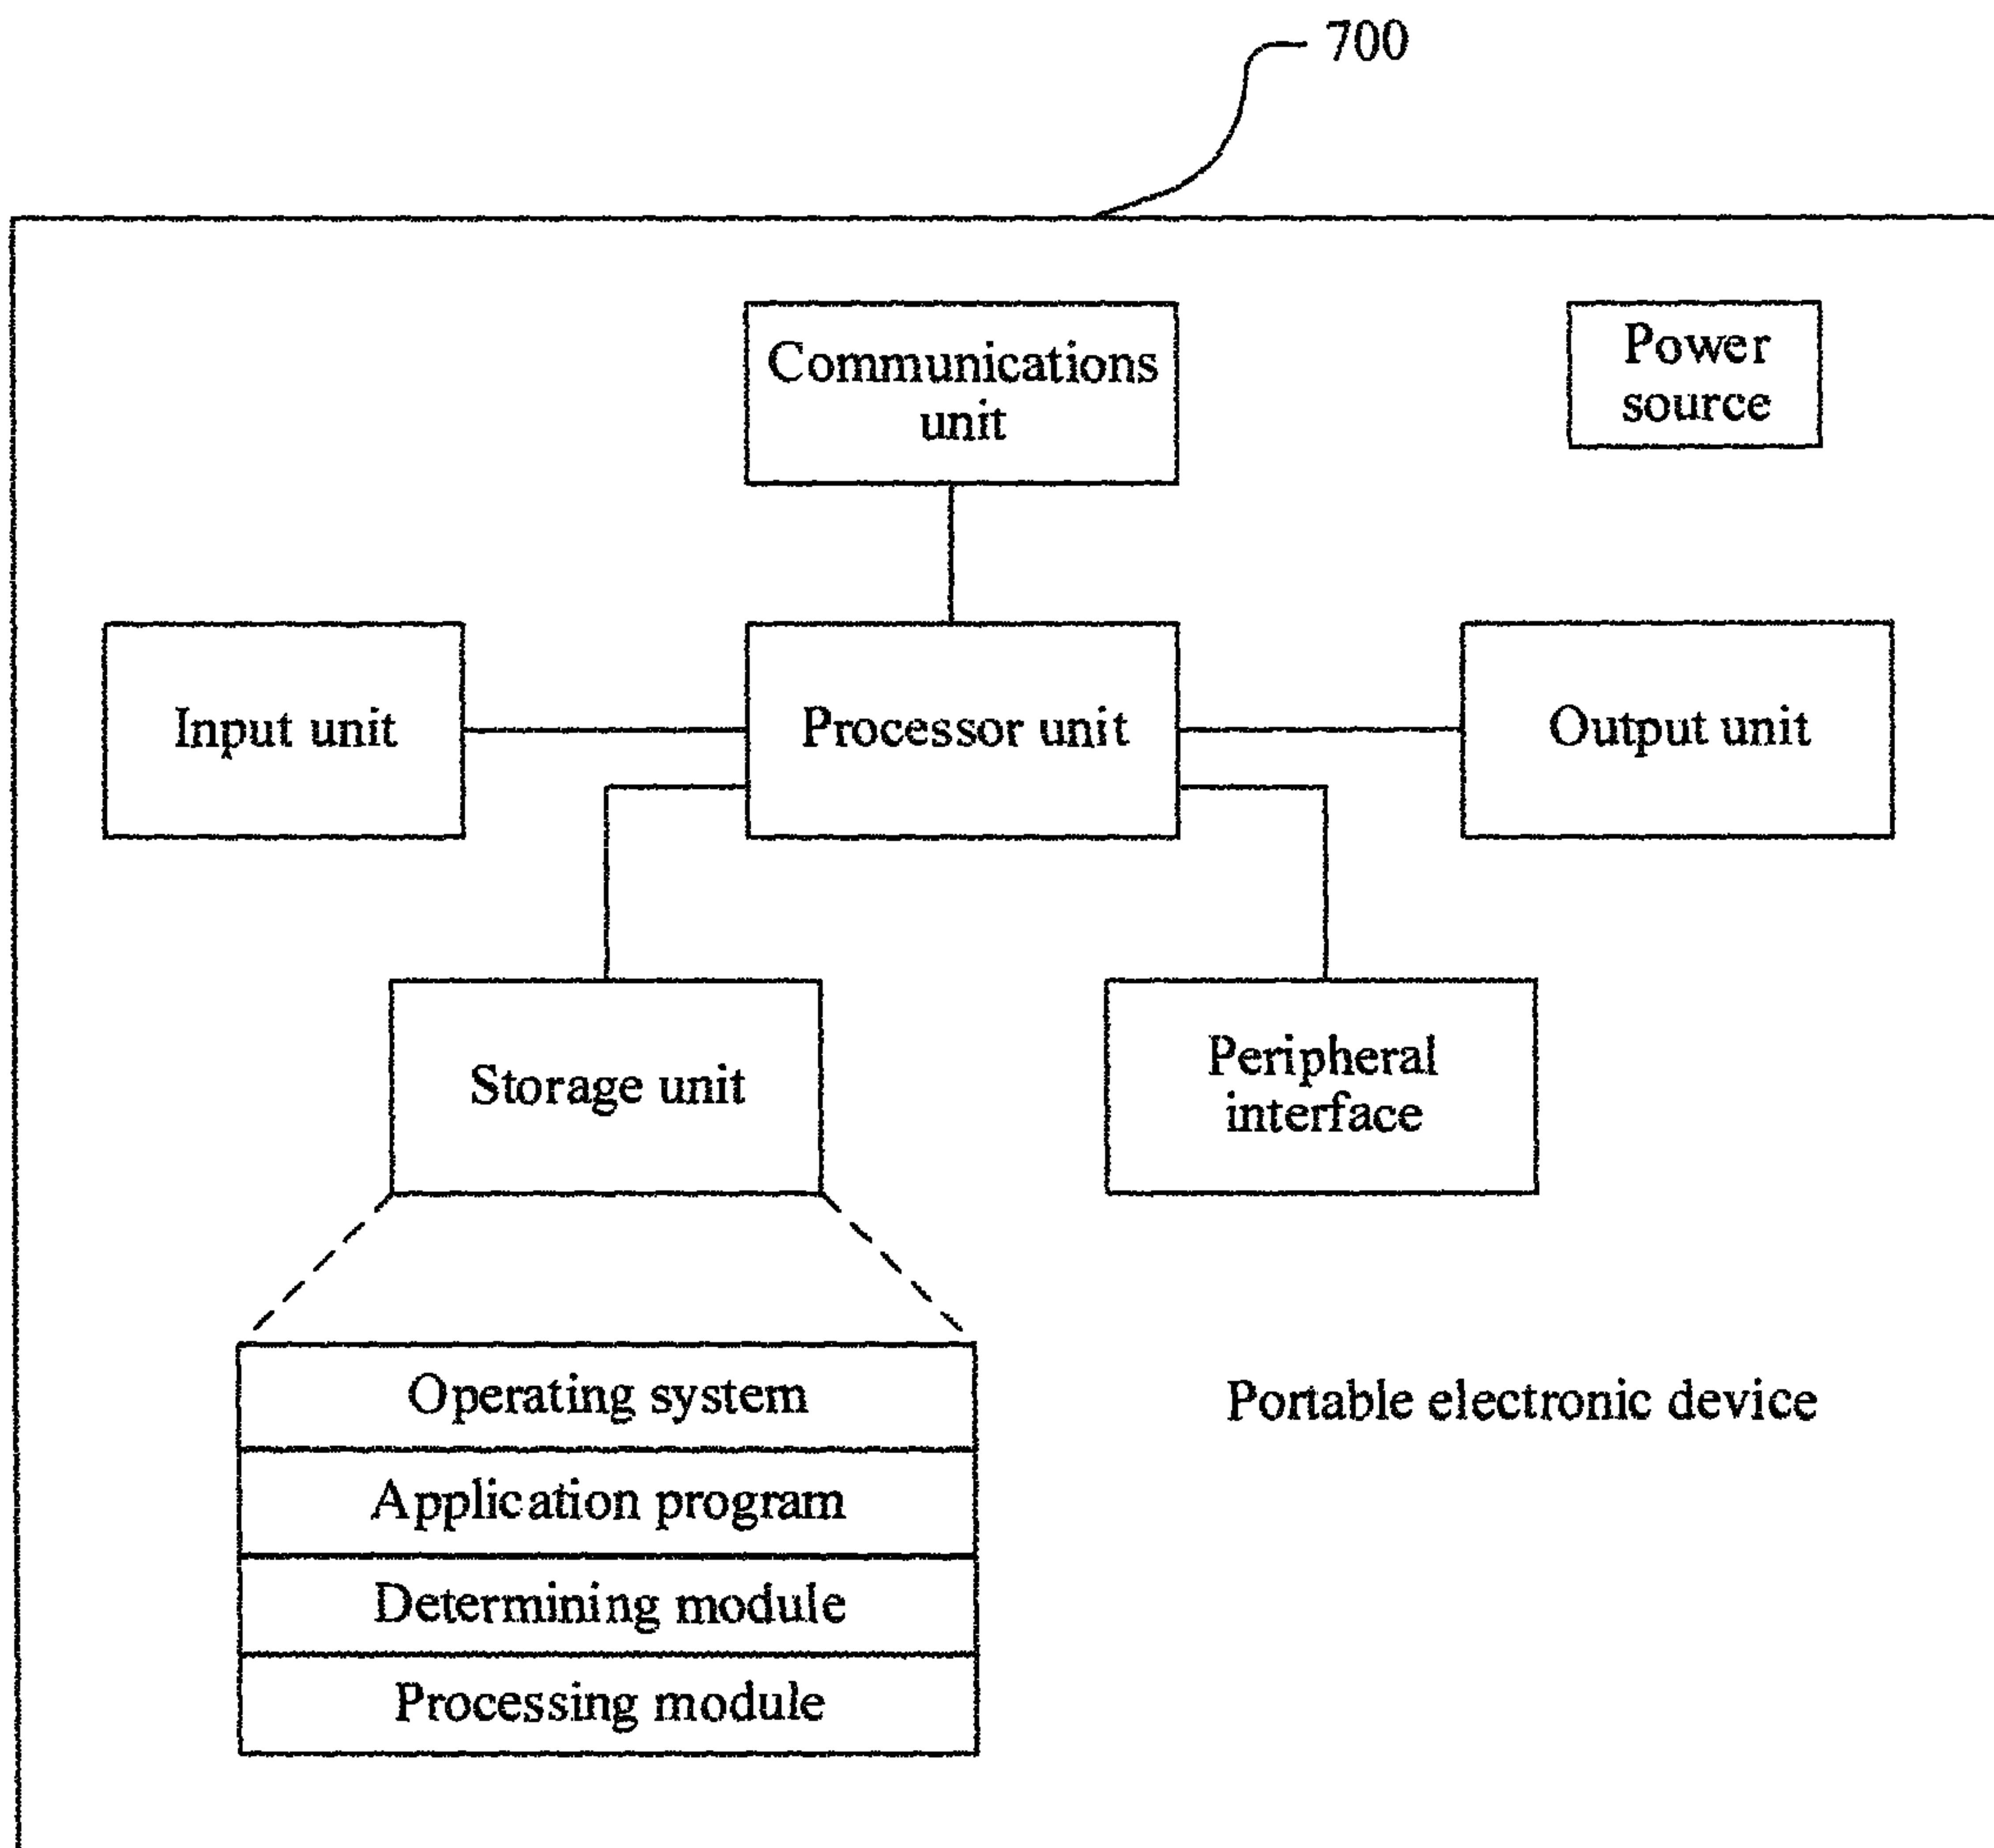 700
Communications
unit
Power
source
Input unit
Processor unit
Output unit
Storage unit
Peripheral
interface
Operating system
Application program
Determining module
Processing module
Portable electronic device